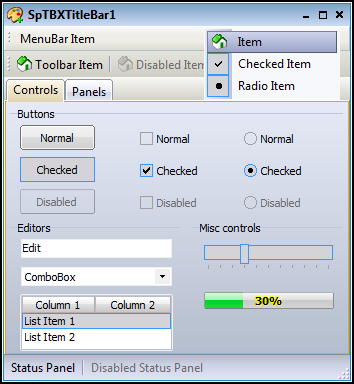 SpTBXTitleBar1
MenuBar Item
Item
Toolbar Item Disabled Item
Checked Item
Radio Item
Controls Panels
Buttons
Normal Normal Normal
Checked Checked Checked
Disabled Disabled Disabled
Editors Misc controls
Edit
ComboBox
Column 1 Column 2
30%
List Item 1
List Item 2
Status Panel Disabled Status Panel